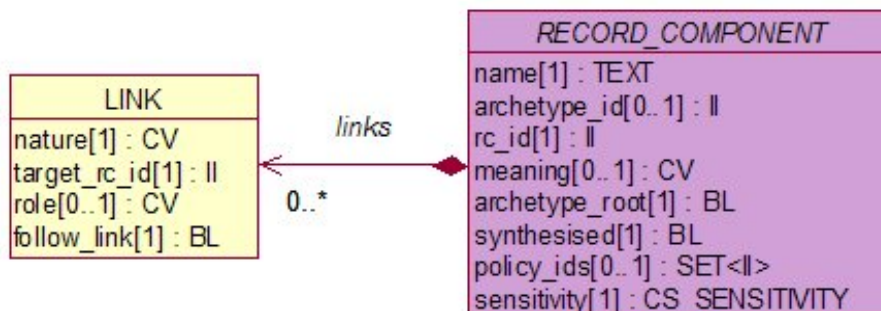 RECORD_COMPONENT
name[1] : TEXT
archetype_id[0..1] : II
rc_id[1] : II
meaning[0..1] : CV
archetype_root[1] : BL
synthesised[1] : BL
policy_ids[0..1] : SET<II>
sensitivity[1] : CS_SENSITIVITY
LINK
nature[1] : CV
target_rc_id[1] : II
role[0..1] : CV
follow_link[1] : BL
links
0..*